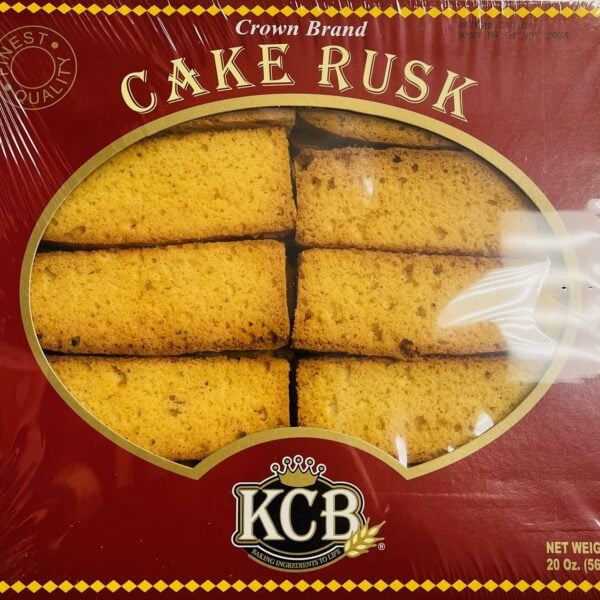 FINEST
QUALITY
Crown Brand
CAKE RUSK
KCB
BAKING INGREDIENTS TO LIFE
®
NET WEIG
20 Oz. (56